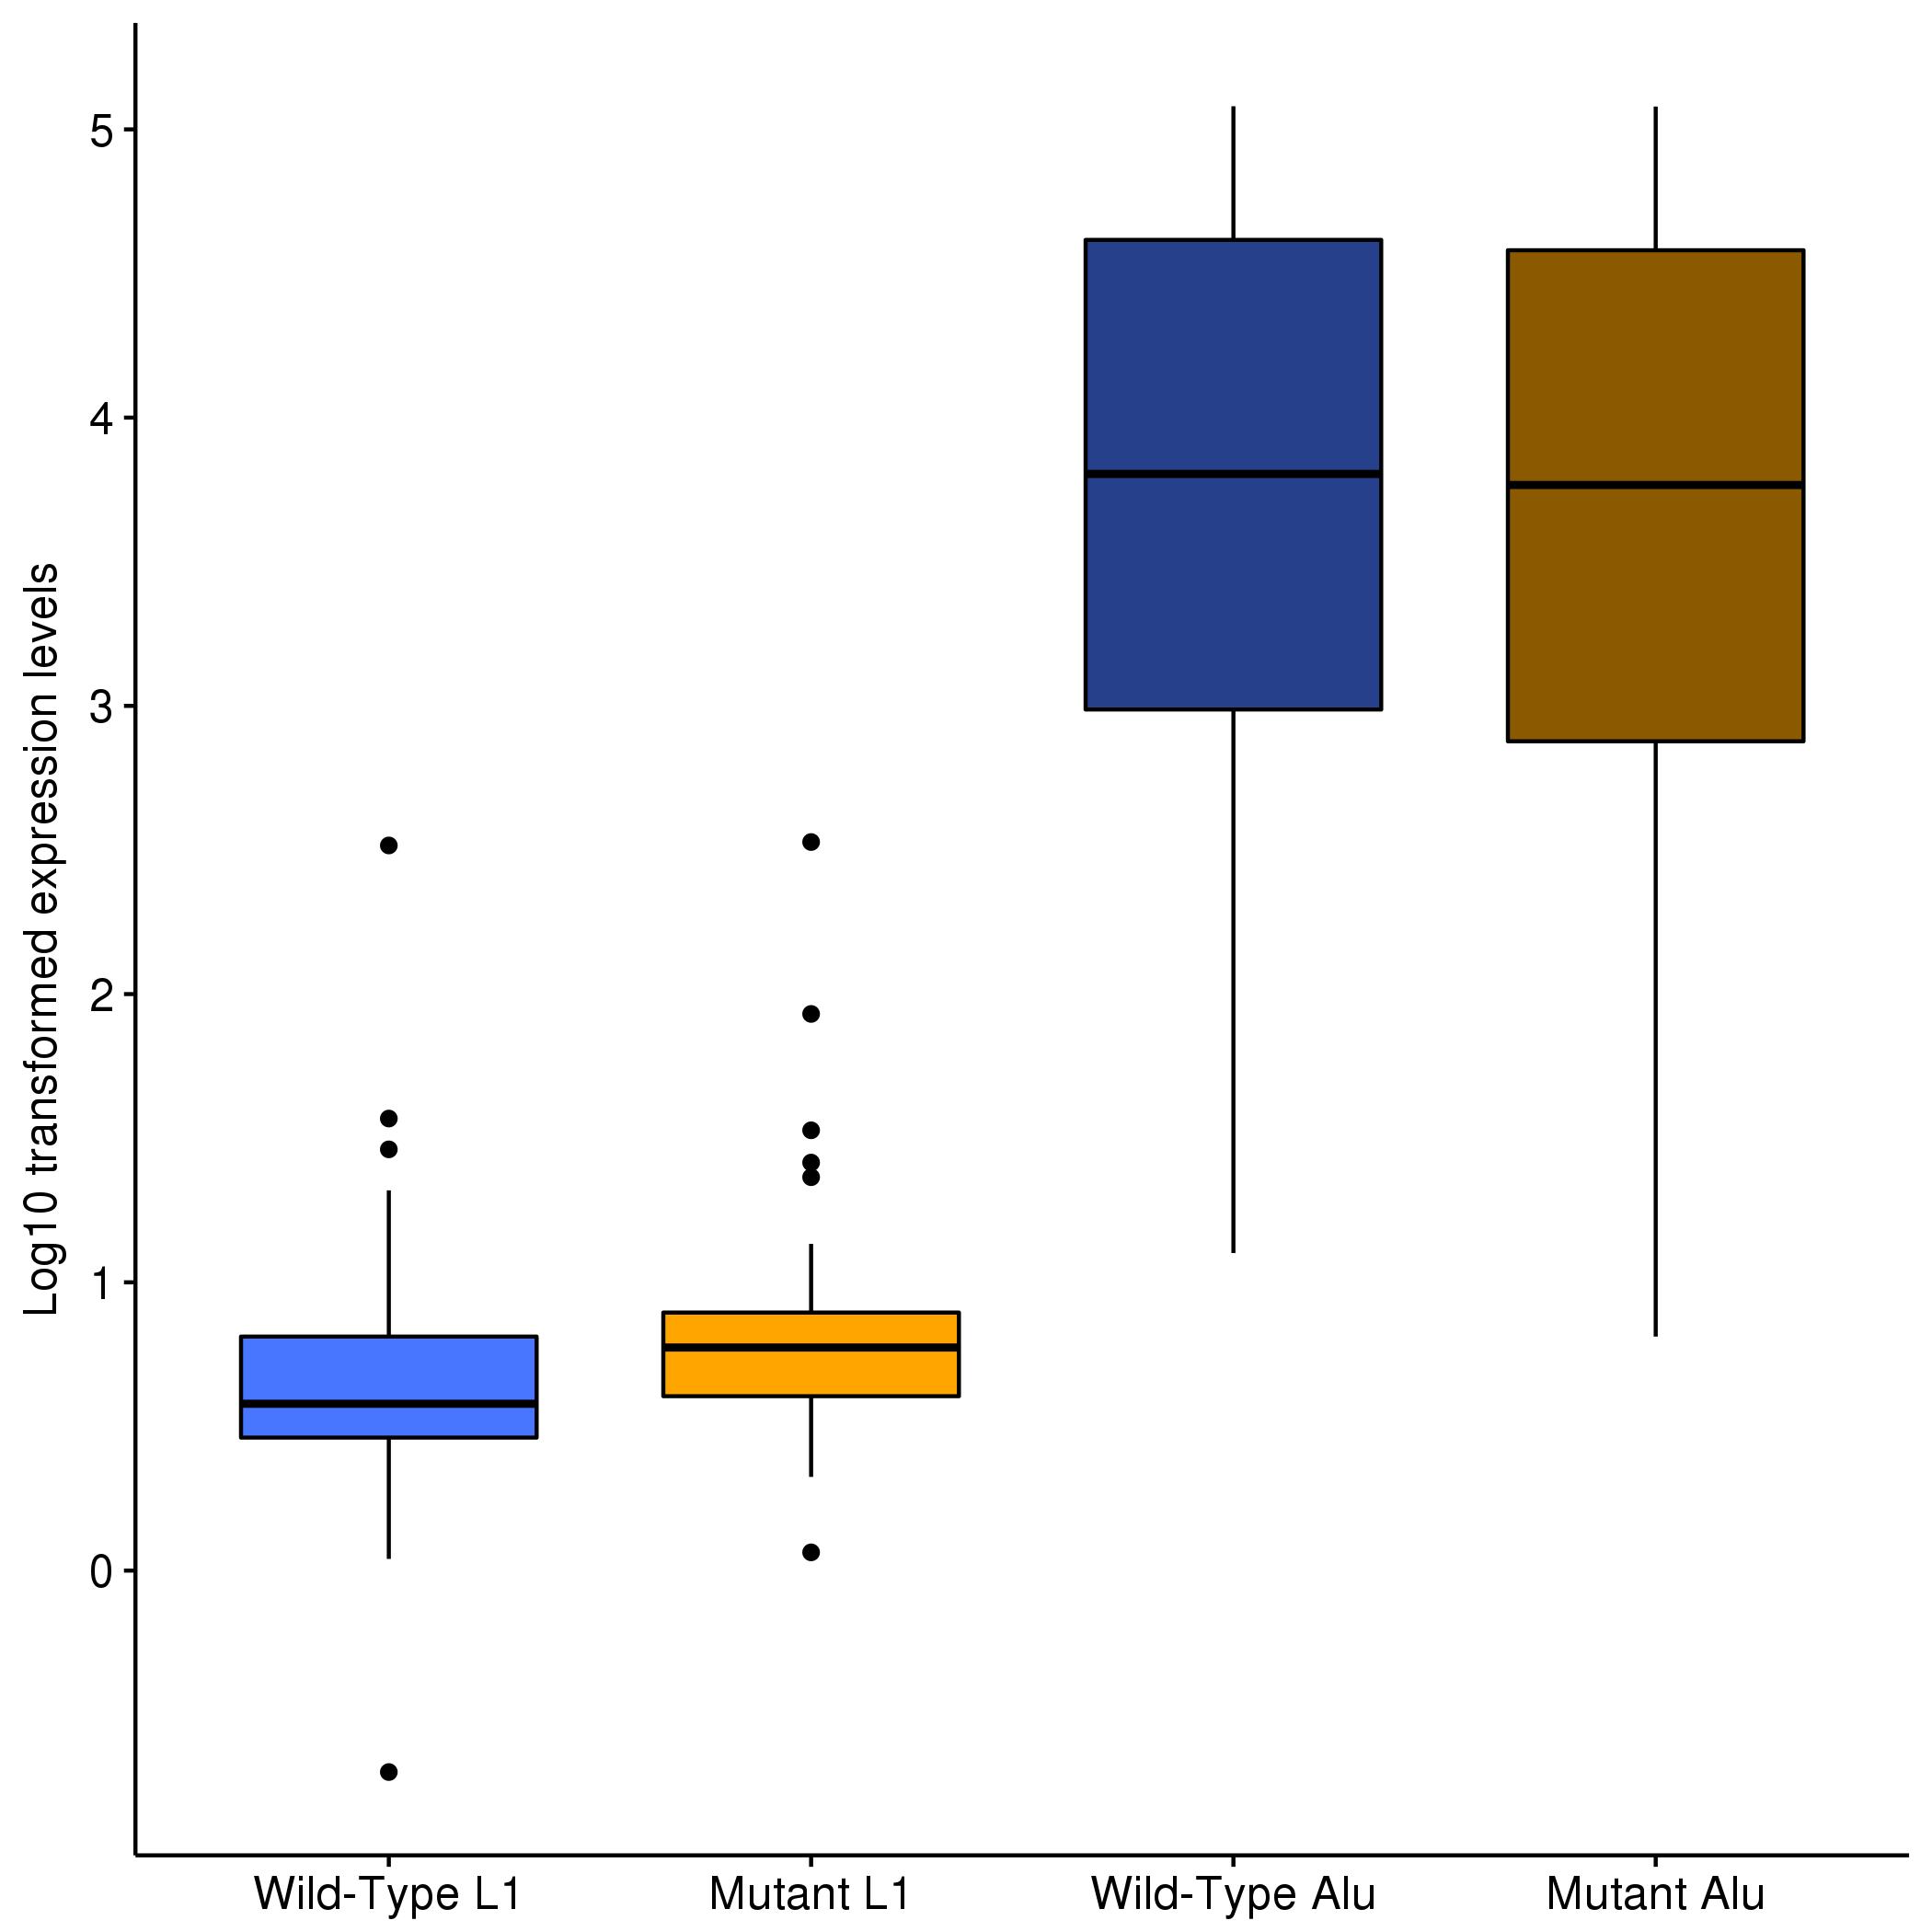 Log10 transformed expression levels
5
4
3
2
1
0
Wild-Type L1
Mutant L1
Wild-Type Alu
Mutant Alu